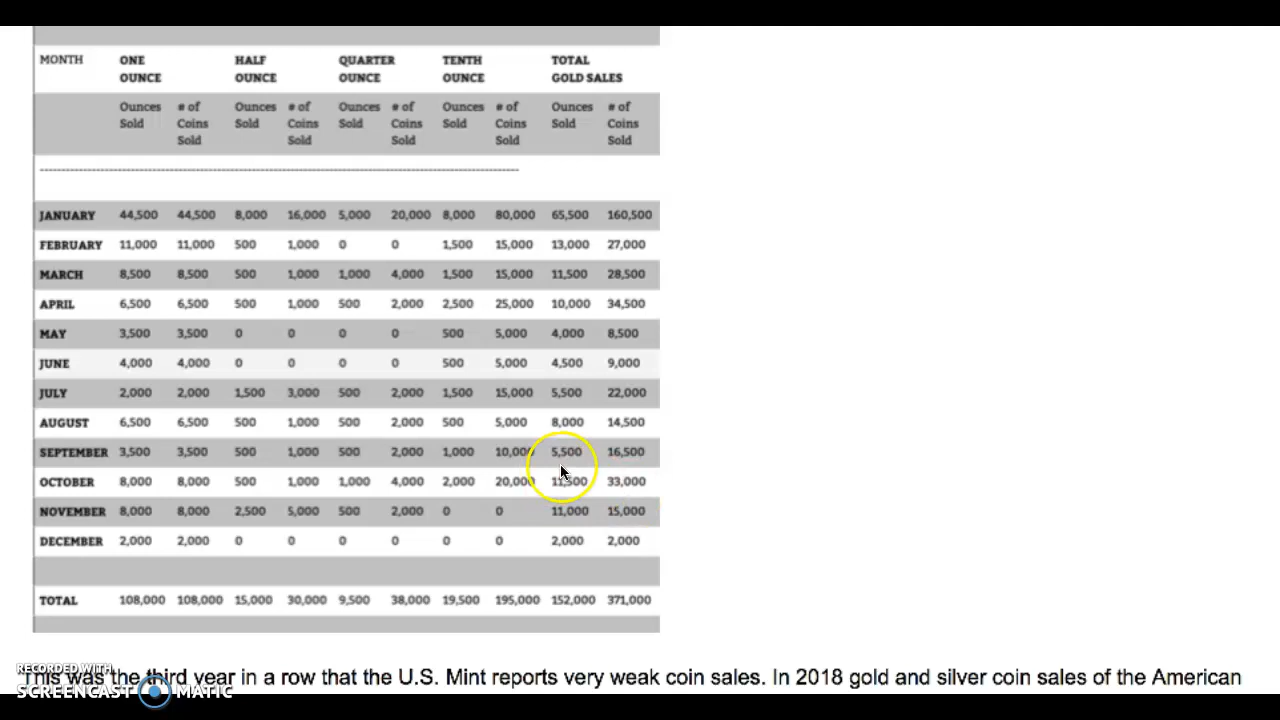 MONTH ONE OUNCE HALF OUNCE QUARTER OUNCE TENTH OUNCE TOTAL GOLD SALES
Ounces Sold # of Coins Sold Ounces Sold # of Coins Sold Ounces Sold # of Coins Sold Ounces Sold # of Coins Sold Ounces Sold # of Coins Sold
JANUARY 44,500 44,500 8,000 16,000 5,000 20,000 8,000 80,000 65,500 160,500
FEBRUARY 11,000 11,000 500 1,000 0 0 1,500 15,000 13,000 27,000
MARCH 8,500 8,500 500 1,000 1,000 4,000 1,500 15,000 11,500 28,500
APRIL 6,500 6,500 500 1,000 500 2,000 2,500 25,000 10,000 34,500
MAY 3,500 3,500 0 0 0 0 500 5,000 4,000 8,500
JUNE 4,000 4,000 0 0 0 0 500 5,000 4,500 9,000
JULY 2,000 2,000 1,500 3,000 500 2,000 1,500 15,000 5,500 22,000
AUGUST 6,500 6,500 500 1,000 500 2,000 500 5,000 8,000 14,500
SEPTEMBER 3,500 3,500 500 1,000 500 2,000 1,000 10,000 5,500 16,500
OCTOBER 8,000 8,000 500 1,000 1,000 4,000 2,000 20,000 11,500 33,000
NOVEMBER 8,000 8,000 2,500 5,000 500 2,000 0 0 11,000 15,000
DECEMBER 2,000 2,000 0 0 0 0 0 0 2,000 2,000
TOTAL 108,000 108,000 15,000 30,000 9,500 38,000 19,500 195,000 152,000 371,000
This was the third year in a row that the U.S. Mint reports very weak coin sales. In 2018 gold and silver coin sales of the American
RECORDED WITH
SCREENCAST MATIC